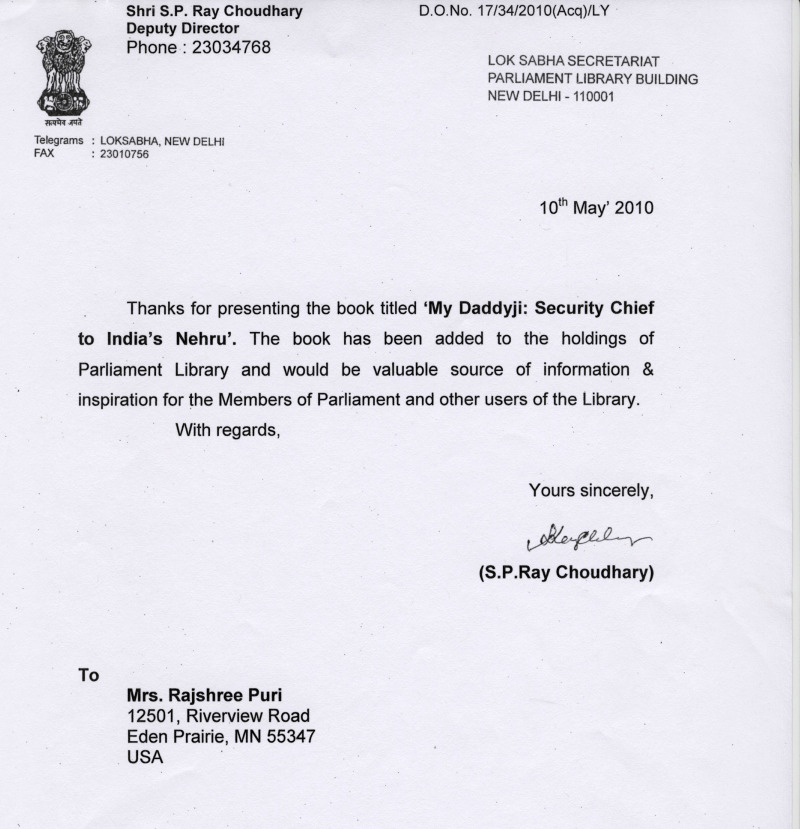 Shri S.P. Ray Choudhary
Deputy Director
Phone : 23034768
D.O.No. 17/34/2010(Acq)/LY
LOK SABHA SECRETARIAT
PARLIAMENT LIBRARY BUILDING
NEW DELHI - 110001
सत्यमेव जयते
Telegrams : LOKSABHA, NEW DELHI
FAX : 23010756
10th May' 2010
Thanks for presenting the book titled 'My Daddyji: Security Chief
to India's Nehru'. The book has been added to the holdings of
Parliament Library and would be valuable source of information &
inspiration for the Members of Parliament and other users of the Library.
With regards,
Yours sincerely,
(S.P.Ray Choudhary)
To
Mrs. Rajshree Puri
12501, Riverview Road
Eden Prairie, MN 55347
USA